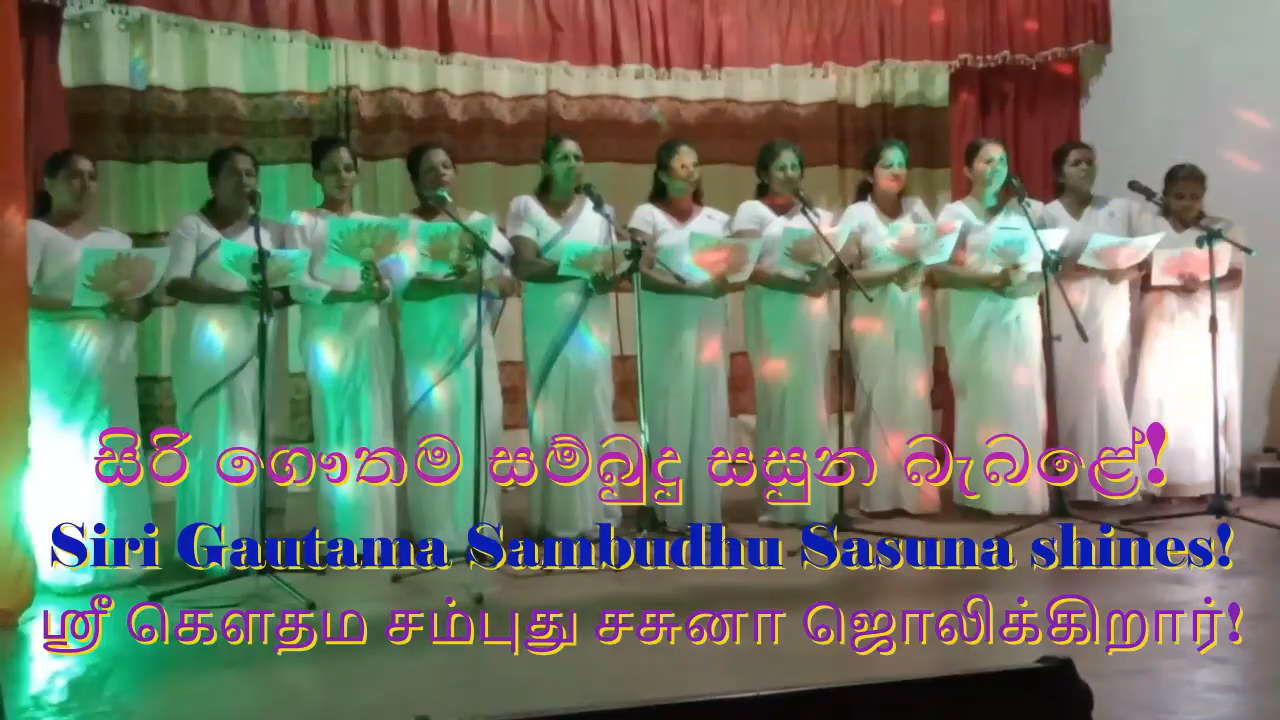 සිරි ගෞතම සම්බුදු සසුන බැබළේ!
Siri Gautama Sambudhu Sasuna shines!
ஸ்ரீ கௌதம சம்புது சசுனா ஜொலிக்கிறார்!